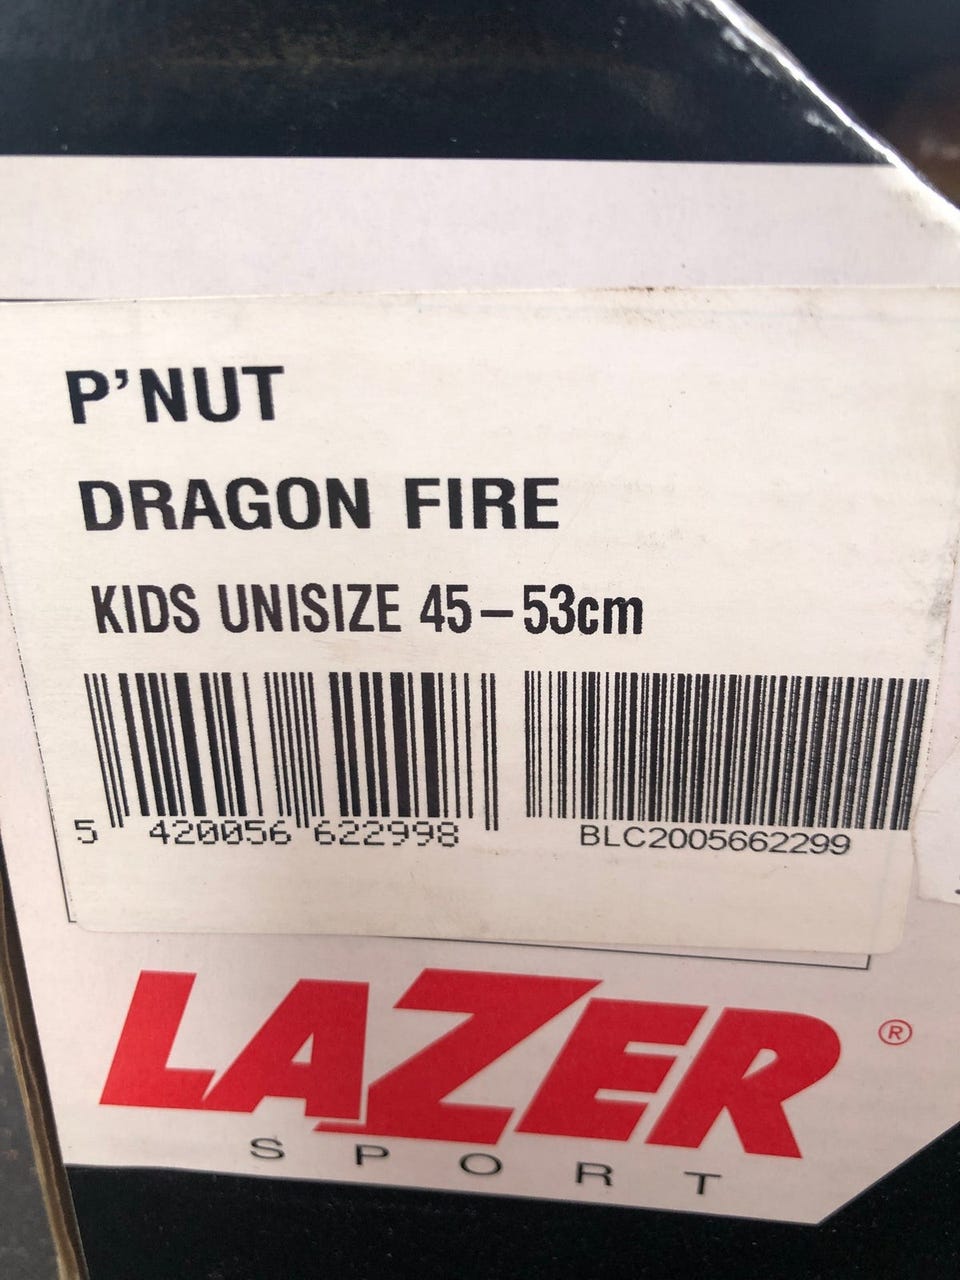 P'NUT
DRAGON FIRE
KIDS UNISIZE 45-53cm
5 420056 622998
BLC2005662299
LAZER ®
SPORT